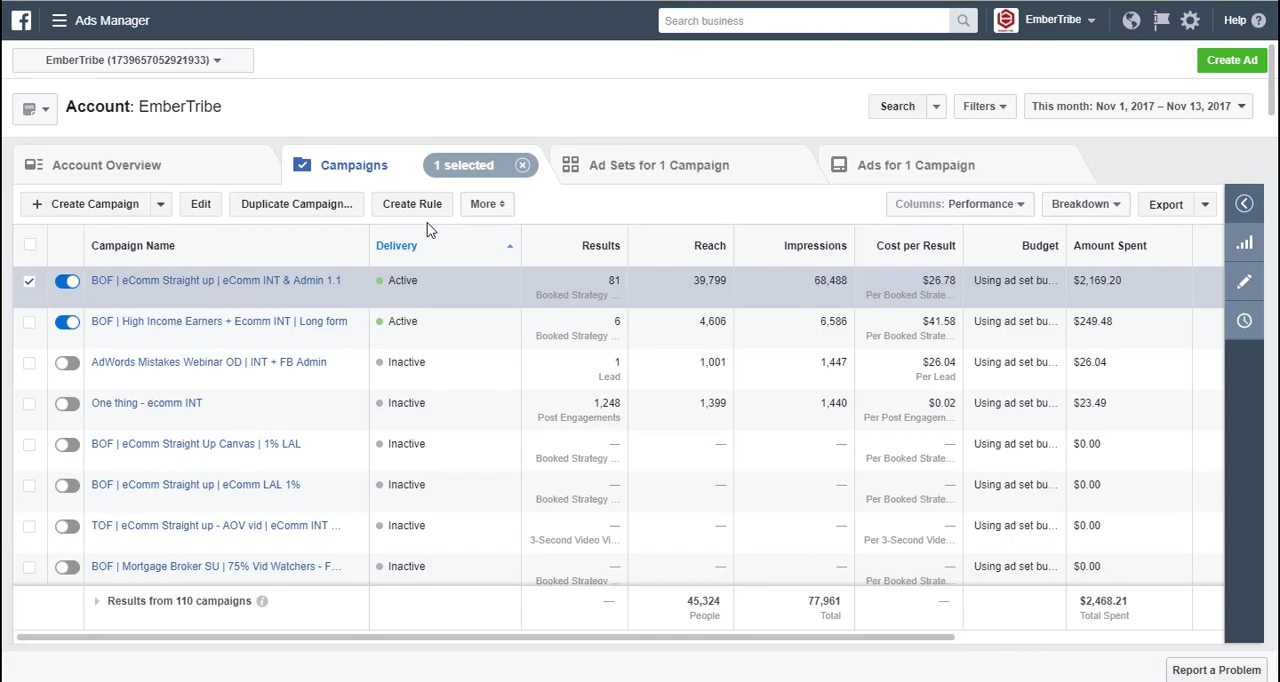 Ads Manager
Search business
EmberTribe
Help
EmberTribe (1739657052921933)
Create Ad
Account: EmberTribe
Search
Filters
This month: Nov 1, 2017 – Nov 13, 2017
Account Overview
Campaigns
1 selected
Ad Sets for 1 Campaign
Ads for 1 Campaign
+ Create Campaign
Edit
Duplicate Campaign...
Create Rule
More
Columns: Performance
Breakdown
Export
Campaign Name Delivery Results Reach Impressions Cost per Result Budget Amount Spent
BOF | eComm Straight up | eComm INT & Admin 1.1 Active 81 39,799 68,488 $26.78 Using ad set bu... $2,169.20
Booked Strategy ... Per Booked Strate...
BOF | High Income Earners + Ecomm INT | Long form Active 6 4,606 6,586 $41.58 Using ad set bu... $249.48
Booked Strategy ... Per Booked Strate...
AdWords Mistakes Webinar OD | INT + FB Admin Inactive 1 1,001 1,447 $26.04 Using ad set bu... $26.04
Lead Per Lead
One thing - ecomm INT Inactive 1,248 1,399 1,440 $0.02 Using ad set bu... $23.49
Post Engagements Per Post Engagem...
BOF | eComm Straight Up Canvas | 1% LAL Inactive — — — — Using ad set bu... $0.00
Booked Strategy ... Per Booked Strate...
BOF | eComm Straight up | eComm LAL 1% Inactive — — — — Using ad set bu... $0.00
Booked Strategy ... Per Booked Strate...
TOF | eComm Straight up - AOV vid | eComm INT ... Inactive — — — — Using ad set bu... $0.00
3-Second Video Vi... Per 3-Second Vide...
BOF | Mortgage Broker SU | 75% Vid Watchers - F... Inactive — — — — Using ad set bu... $0.00
Booked Strategy ... Per Booked Strate...
Results from 110 campaigns — 45,324 77,961 — $2,468.21
People Total Total Spent
Report a Problem